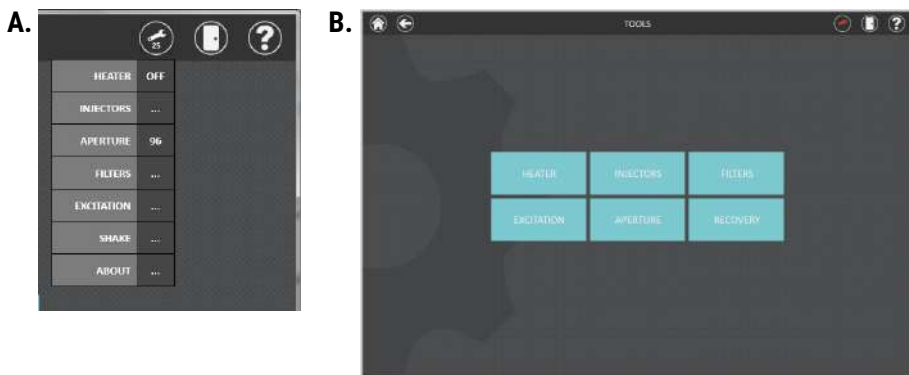 A.
25
HEATER OFF
INJECTORS ...
APERTURE 96
FILTERS ...
EXCITATION ...
SHAKE ...
ABOUT ...
B.
TOOLS
HEATER INJECTORS FILTERS
EXCITATION APERTURE RECOVERY